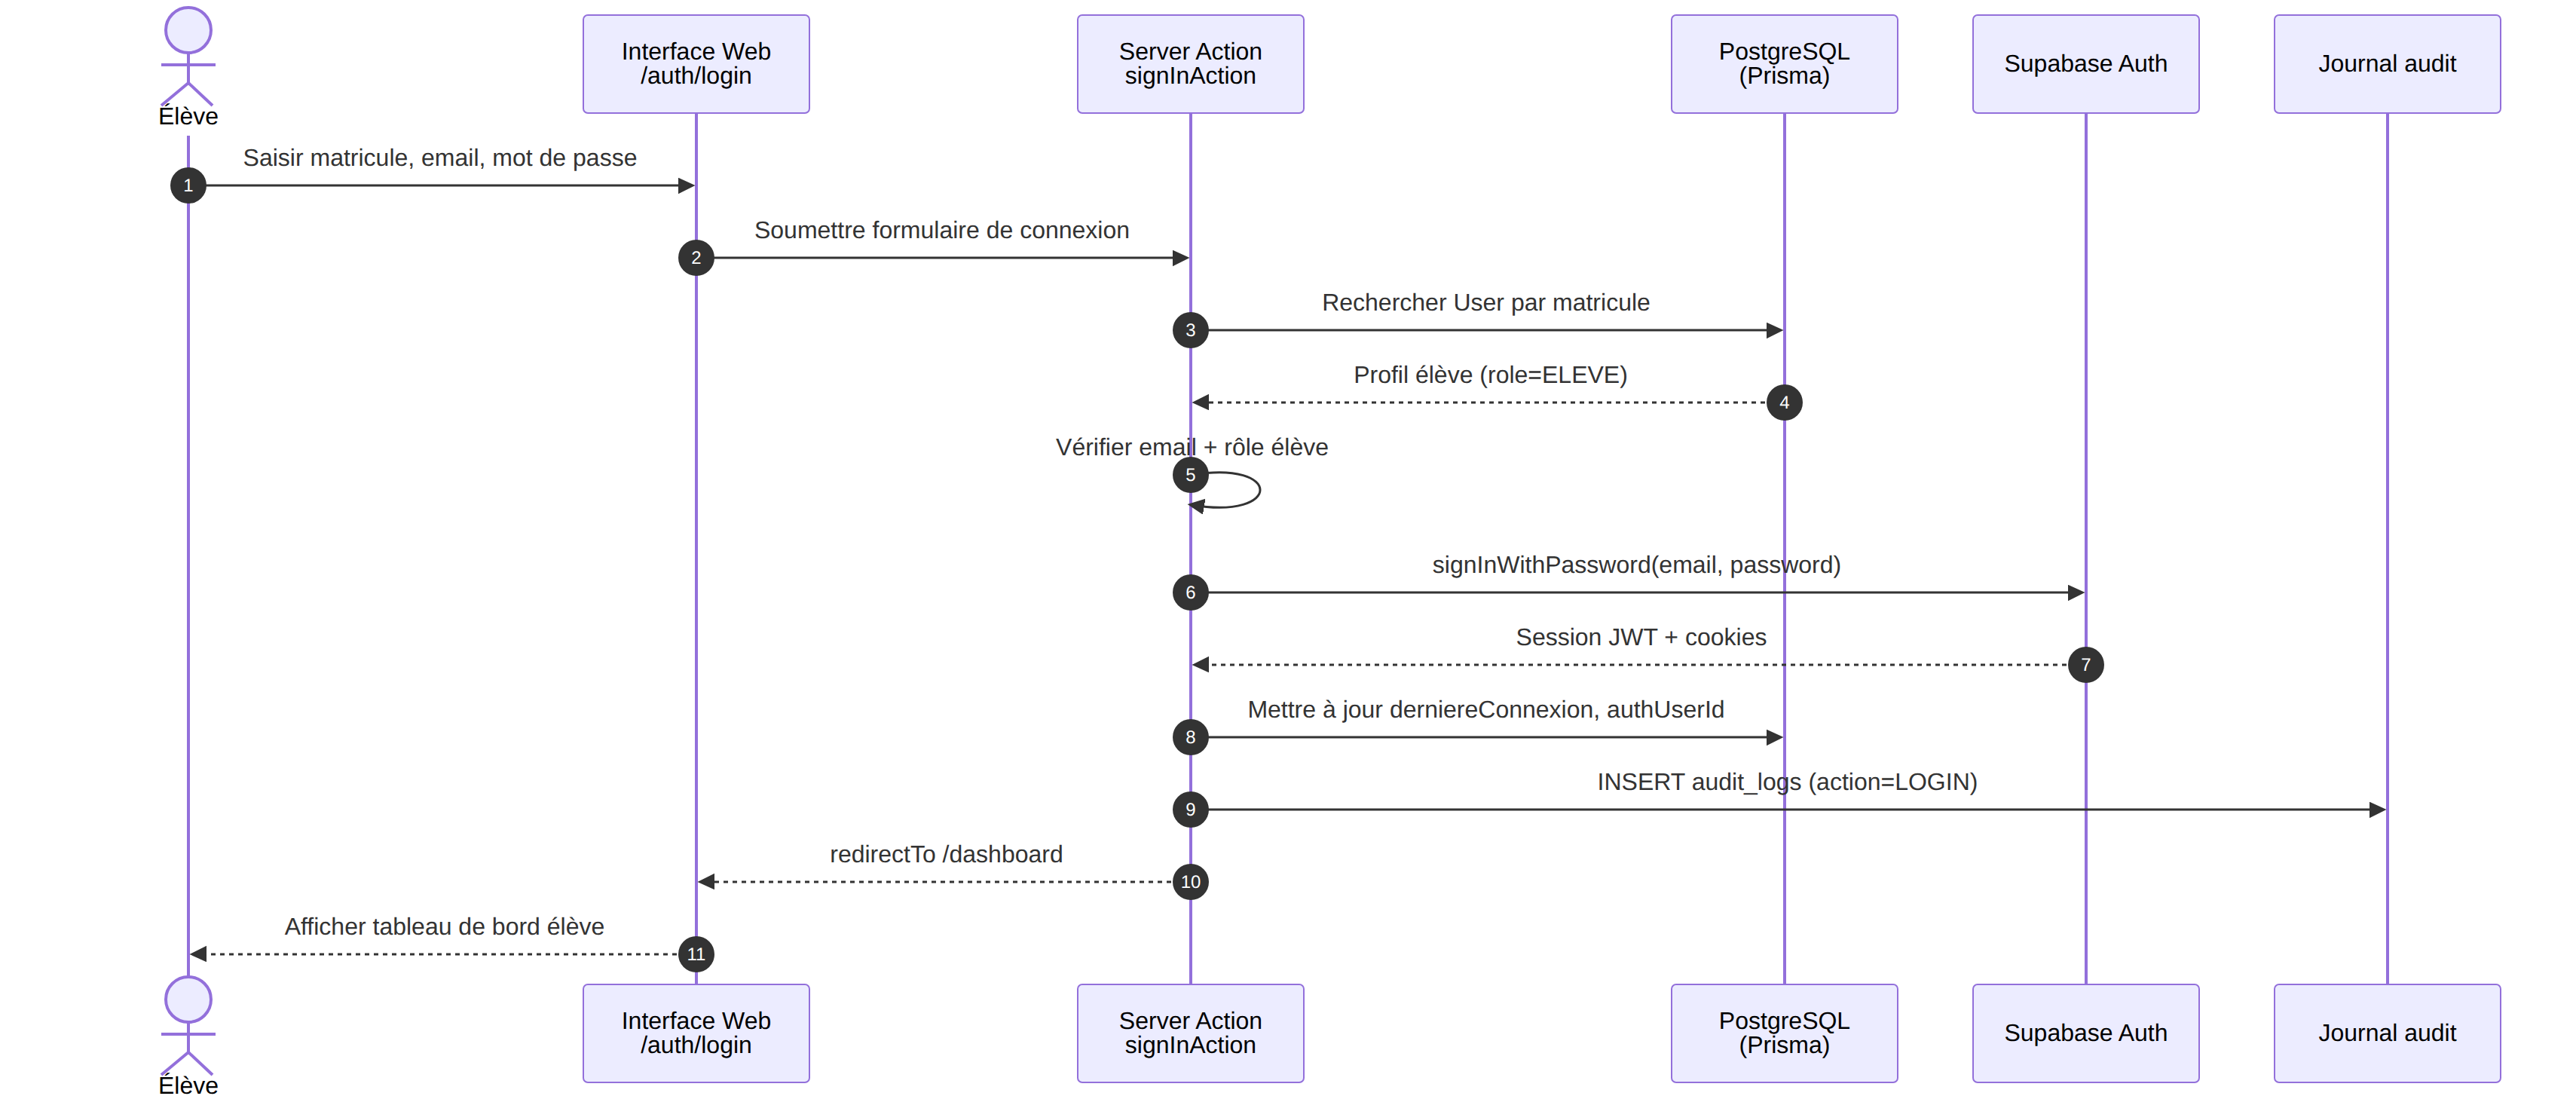 Élève
Interface Web
/auth/login
Server Action
signInAction
PostgreSQL
(Prisma)
Supabase Auth
Journal audit
Saisir matricule, email, mot de passe
1
Soumettre formulaire de connexion
2
Rechercher User par matricule
3
Profil élève (role=ELEVE)
4
Vérifier email + rôle élève
5
signInWithPassword(email, password)
6
Session JWT + cookies
7
Mettre à jour derniereConnexion, authUserId
8
INSERT audit_logs (action=LOGIN)
9
redirectTo /dashboard
10
Afficher tableau de bord élève
11
Élève
Interface Web
/auth/login
Server Action
signInAction
PostgreSQL
(Prisma)
Supabase Auth
Journal audit